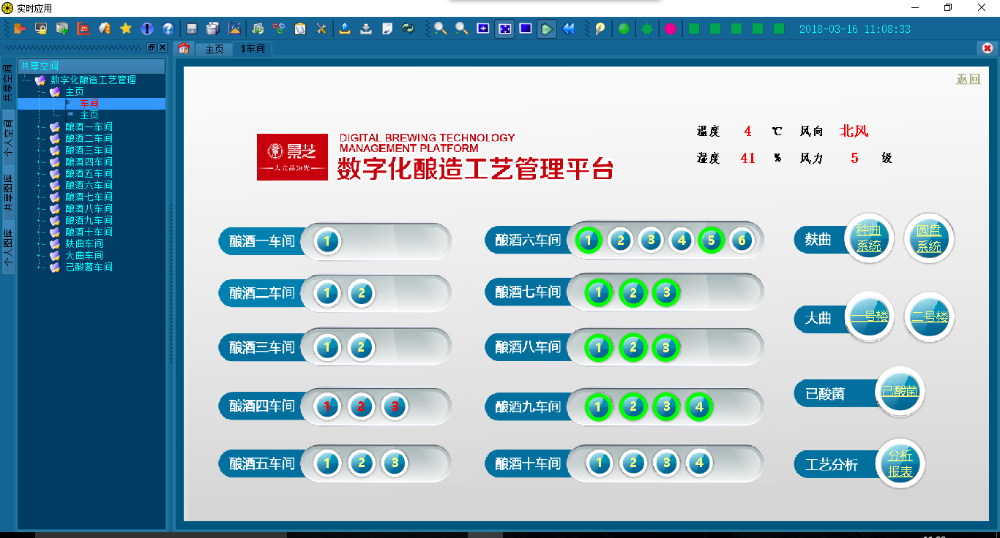 实时应用
2018-03-16 11:08:33
主页
$车间
共享空间
个人空间
共享图库
个人图库
共享空间
数字化酿造工艺管理
主页
车间
主页
酿酒一车间
酿酒二车间
酿酒三车间
酿酒四车间
酿酒五车间
酿酒六车间
酿酒七车间
酿酒八车间
酿酒九车间
酿酒十车间
麸曲车间
大曲车间
己酸菌车间
返回
景芝
人立品为先
DIGITAL BREWING TECHNOLOGY
MANAGEMENT PLATFORM
数字化酿造工艺管理平台
温度 4 ℃ 风向 北风
湿度 41 % 风力 5 级
酿酒一车间 1
酿酒二车间 1 2
酿酒三车间 1 2
酿酒四车间 1 2 3
酿酒五车间 1 2 3
酿酒六车间 1 2 3 4 5 6
酿酒七车间 1 2 3
酿酒八车间 1 2 3
酿酒九车间 1 2 3 4
酿酒十车间 1 2 3 4
麸曲
种曲
系统
圆盘
系统
大曲
一号楼
二号楼
己酸菌
己酸菌
工艺分析
分析
报表